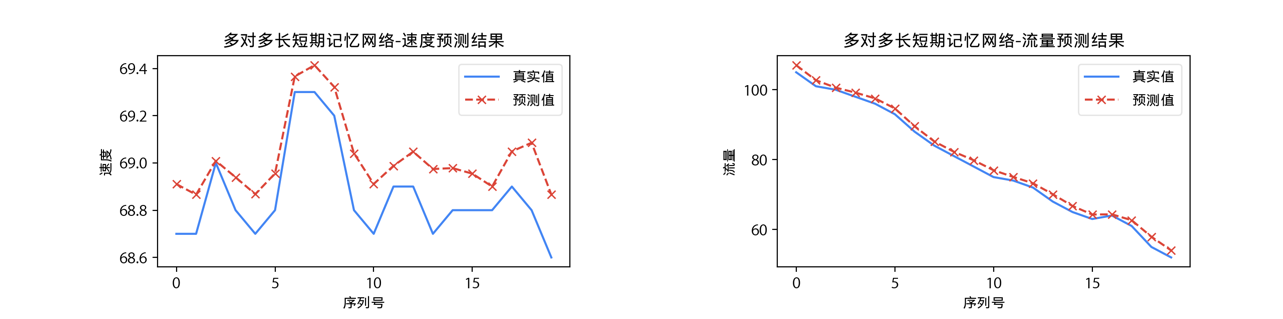 多对多长短期记忆网络-速度预测结果
69.4
69.2
69.0
68.8
68.6
速度
真实值
预测值
0
5
10
15
序列号
多对多长短期记忆网络-流量预测结果
100
80
60
流量
真实值
预测值
0
5
10
15
序列号